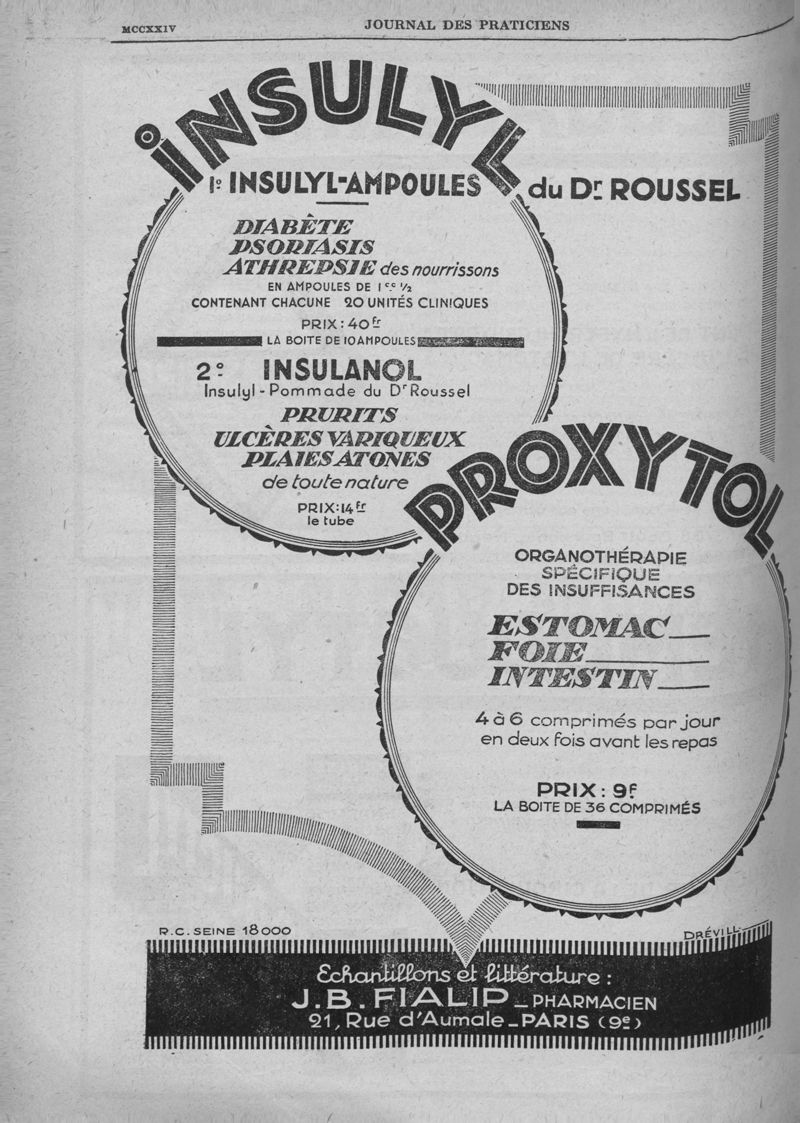 MCCXXIV
JOURNAL DES PRATICIENS
iNSULYL
1º INSULYL-AMPOULES
du Dr ROUSSEL
DIABÈTE
PSORIASIS
ATHREPSIE des nourrissons
EN AMPOULES DE 1 c.c 1/2
CONTENANT CHACUNE 20 UNITÉS CLINIQUES
PRIX : 40 fr
LA BOITE DE 10 AMPOULES
2º INSULANOL
Insulyl - Pommade du Dr Roussel
PRURITS
ULCÈRES VARIQUEUX
PLAIES ATONES
de toute nature
PRIX : 14 fr
le tube
PROXYTOL
ORGANOTHÉRAPIE
SPÉCIFIQUE
DES INSUFFISANCES
ESTOMAC
FOIE
INTESTIN
4 à 6 comprimés par jour
en deux fois avant les repas
PRIX : 9 F
LA BOITE DE 36 COMPRIMÉS
R.C. SEINE 18000
DRÉVILL
Echantillons et littérature :
J. B. FIALIP _ PHARMACIEN
21, Rue d'Aumale _ PARIS (9e)